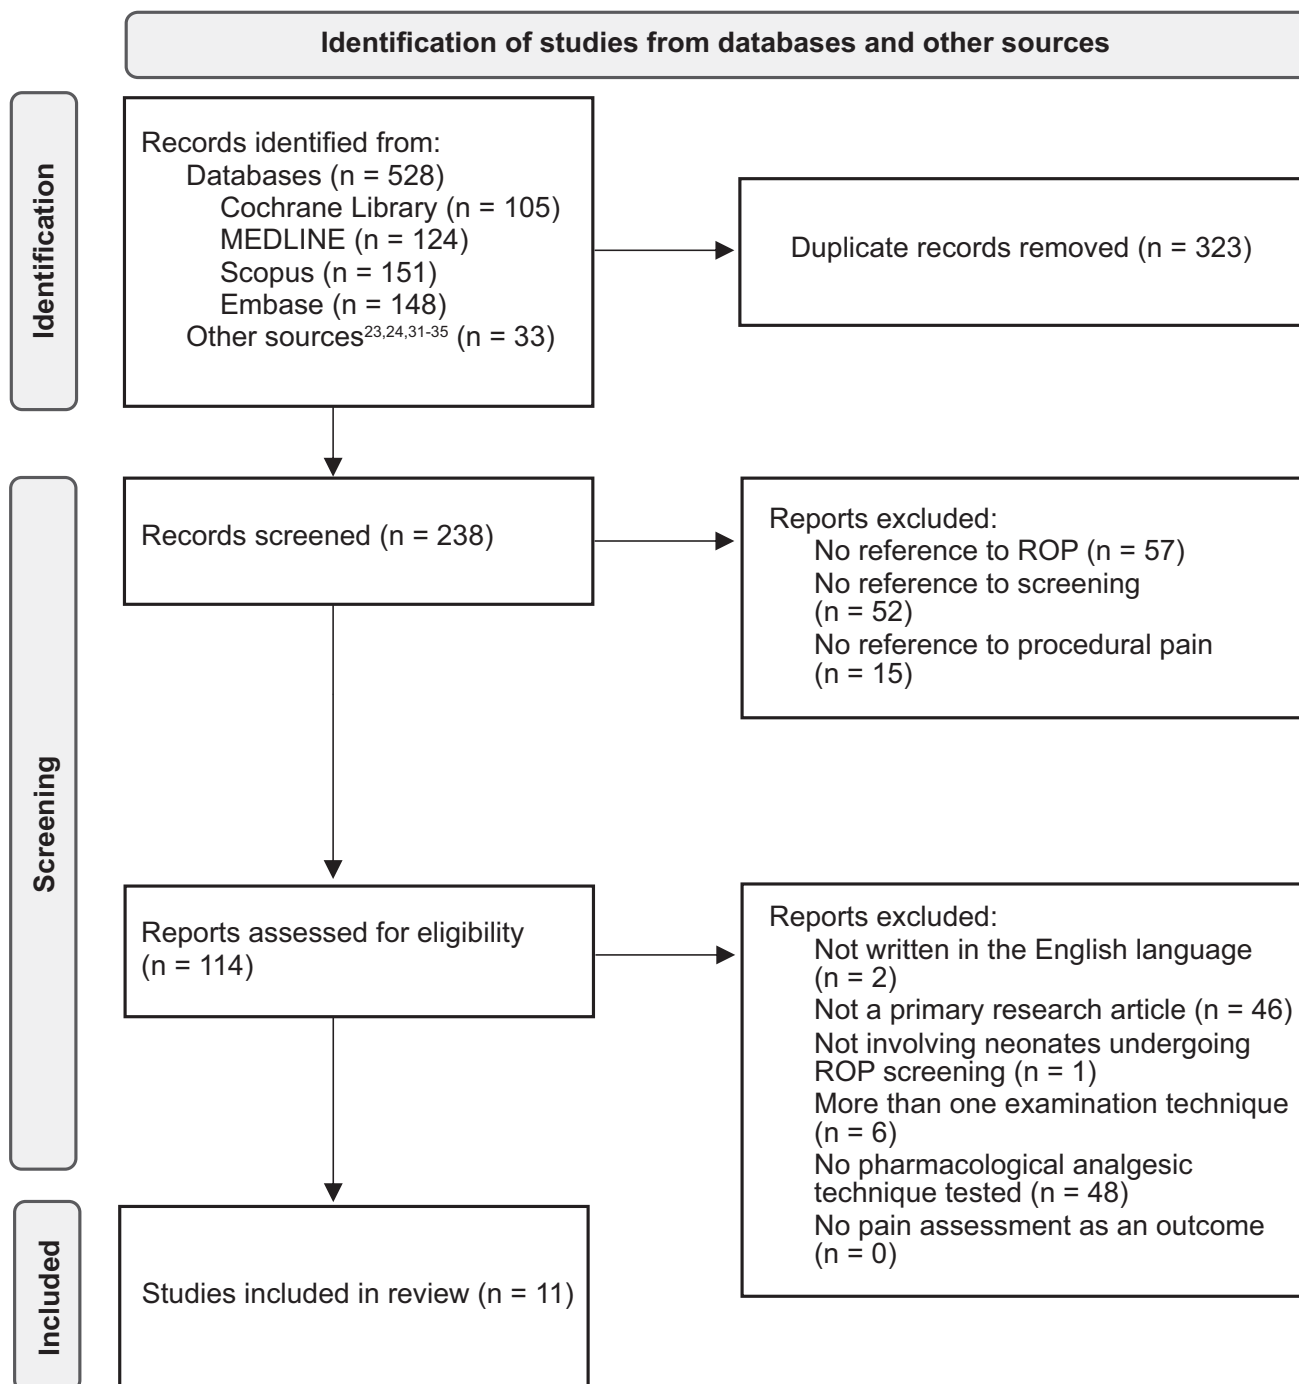 Identification of studies from databases and other sources
Identification
Records identified from:
Databases (n = 528)
Cochrane Library (n = 105)
MEDLINE (n = 124)
Scopus (n = 151)
Embase (n = 148)
Other sources23,24,31-35 (n = 33)
Duplicate records removed (n = 323)
Screening
Records screened (n = 238)
Reports excluded:
No reference to ROP (n = 57)
No reference to screening
(n = 52)
No reference to procedural pain
(n = 15)
Reports assessed for eligibility
(n = 114)
Reports excluded:
Not written in the English language
(n = 2)
Not a primary research article (n = 46)
Not involving neonates undergoing
ROP screening (n = 1)
More than one examination technique
(n = 6)
No pharmacological analgesic
technique tested (n = 48)
No pain assessment as an outcome
(n = 0)
Included
Studies included in review (n = 11)